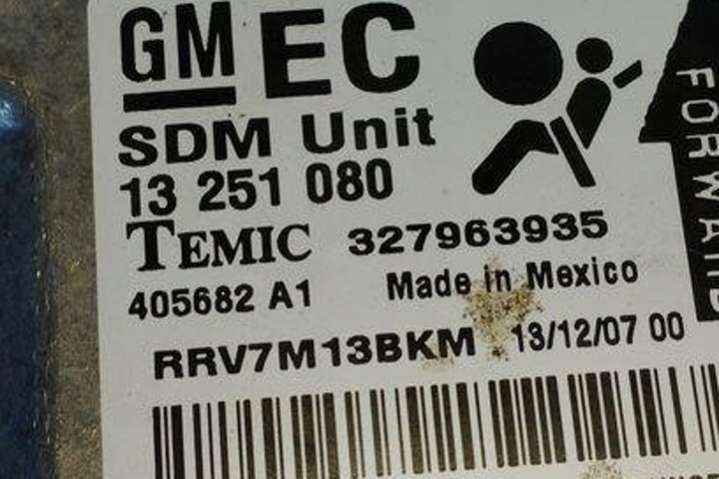 GM EC
SDM Unit
13 251 080
TEMIC 327963935
405682 A1 Made in Mexico
RRV7M13BKM 13/12/07 00
FORWARD